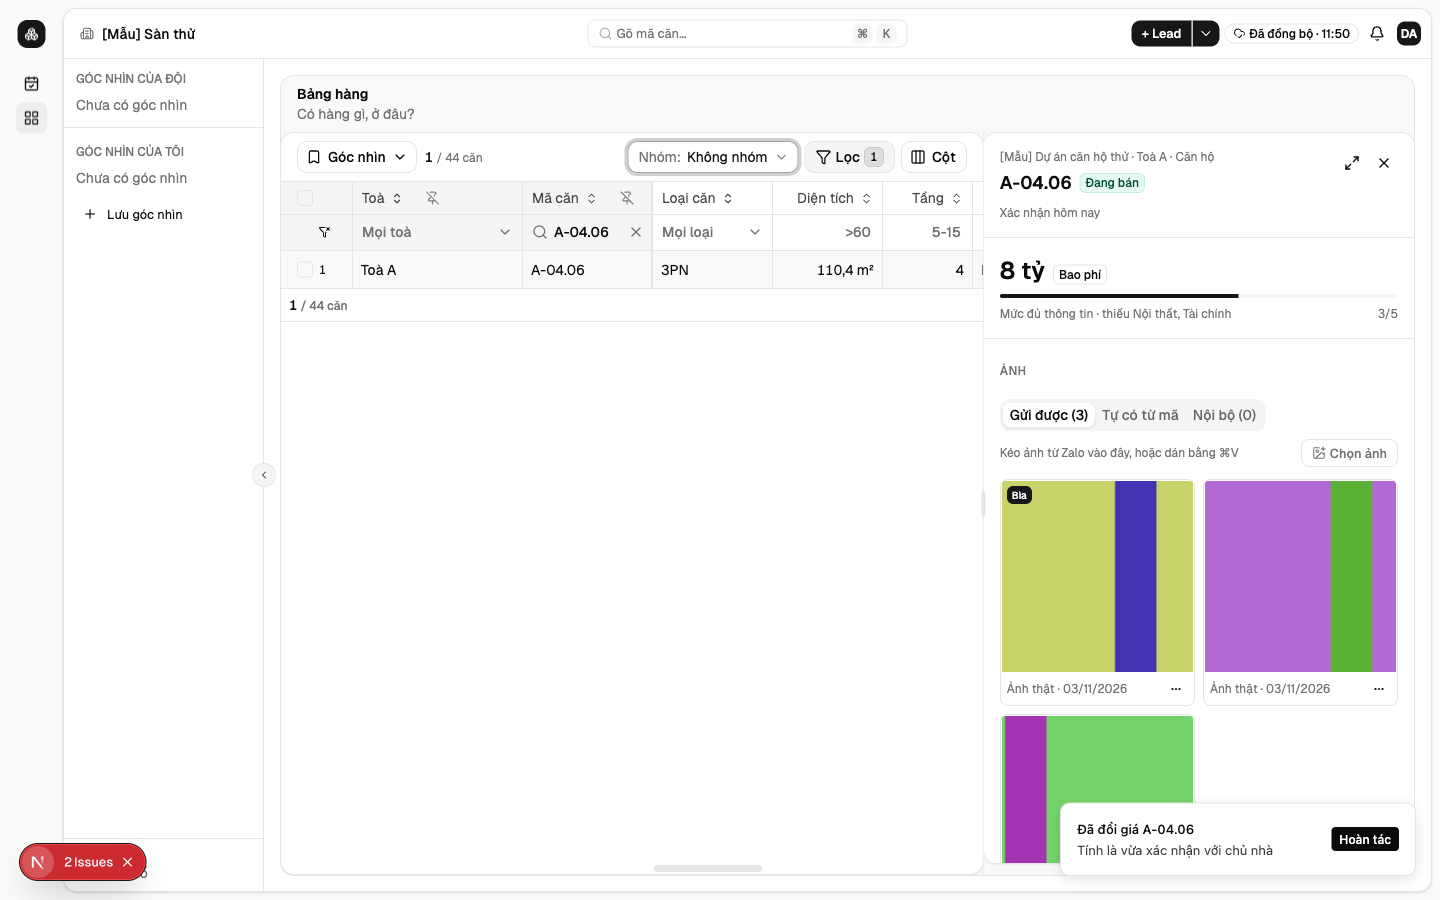 [Mẫu] Sàn thử
Gõ mã căn...
⌘ K
+ Lead
Đã đồng bộ · 11:50
DA
GÓC NHÌN CỦA ĐỘI
Chưa có góc nhìn
GÓC NHÌN CỦA TÔI
Chưa có góc nhìn
+ Lưu góc nhìn
Bảng hàng
Có hàng gì, ở đâu?
Góc nhìn
1 / 44 căn
Nhóm: Không nhóm
Lọc 1
Cột
Toà
Mã căn
Loại căn
Diện tích
Tầng
Mọi toà
A-04.06
Mọi loại
>60
5-15
1
Toà A
A-04.06
3PN
110,4 m²
4
1 / 44 căn
[Mẫu] Dự án căn hộ thử · Toà A · Căn hộ
A-04.06
Đang bán
Xác nhận hôm nay
8 tỷ
Bao phí
Mức đủ thông tin · thiếu Nội thất, Tài chính
3/5
ẢNH
Gửi được (3)
Tự có từ mã
Nội bộ (0)
Kéo ảnh từ Zalo vào đây, hoặc dán bằng ⌘V
Chọn ảnh
Bìa
Ảnh thật · 03/11/2026
Ảnh thật · 03/11/2026
Đã đổi giá A-04.06
Tính là vừa xác nhận với chủ nhà
Hoàn tác
N
2 Issues